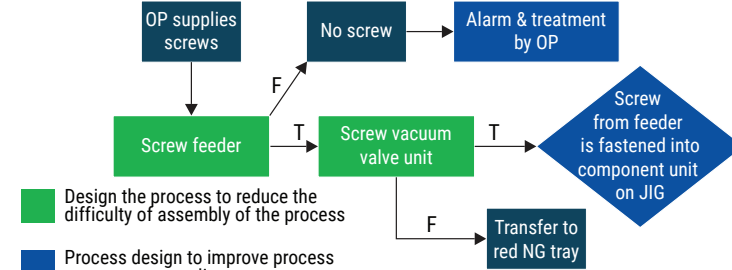 OP supplies
screws
No screw
Alarm & treatment
by OP
F
Screw feeder
T
Screw vacuum
valve unit
T
Screw
from feeder
is fastened into
component unit
on JIG
Design the process to reduce the
difficulty of assembly of the process
F
Transfer to
red NG tray
Process design to improve process